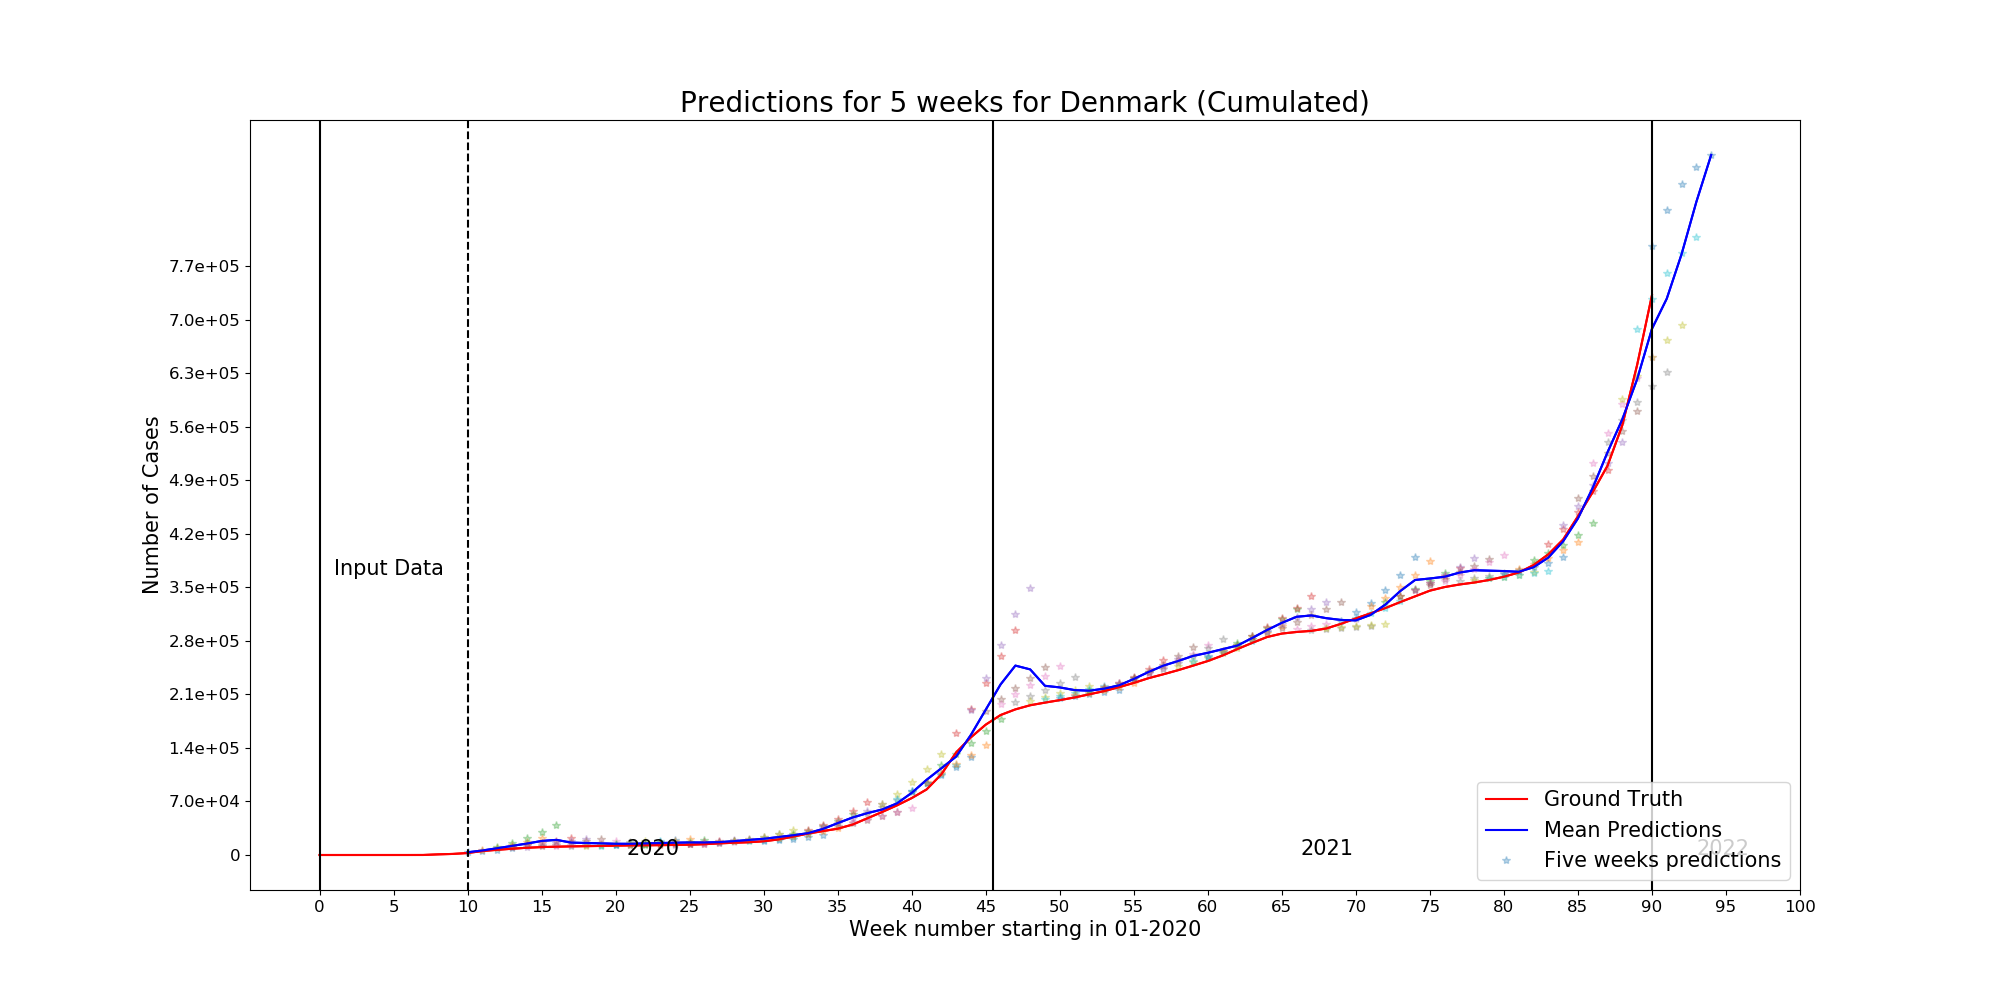 Predictions for 5 weeks for Denmark (Cumulated)
Number of Cases
7.7e+05
7.0e+05
6.3e+05
5.6e+05
4.9e+05
4.2e+05
3.5e+05
2.8e+05
2.1e+05
1.4e+05
7.0e+04
0
Input Data
2020
2021
2022
Ground Truth
Mean Predictions
Five weeks predictions
0 5 10 15 20 25 30 35 40 45 50 55 60 65 70 75 80 85 90 95 100
Week number starting in 01-2020